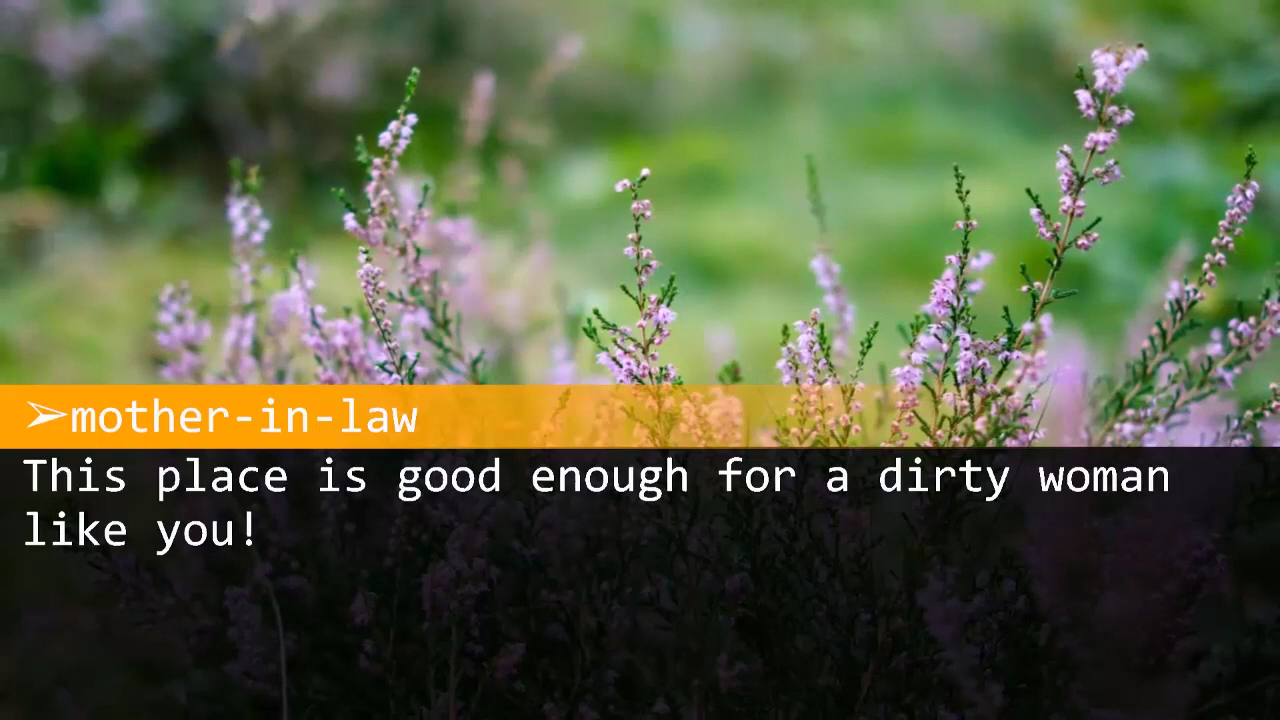 ➢mother-in-law
This place is good enough for a dirty woman
like you!